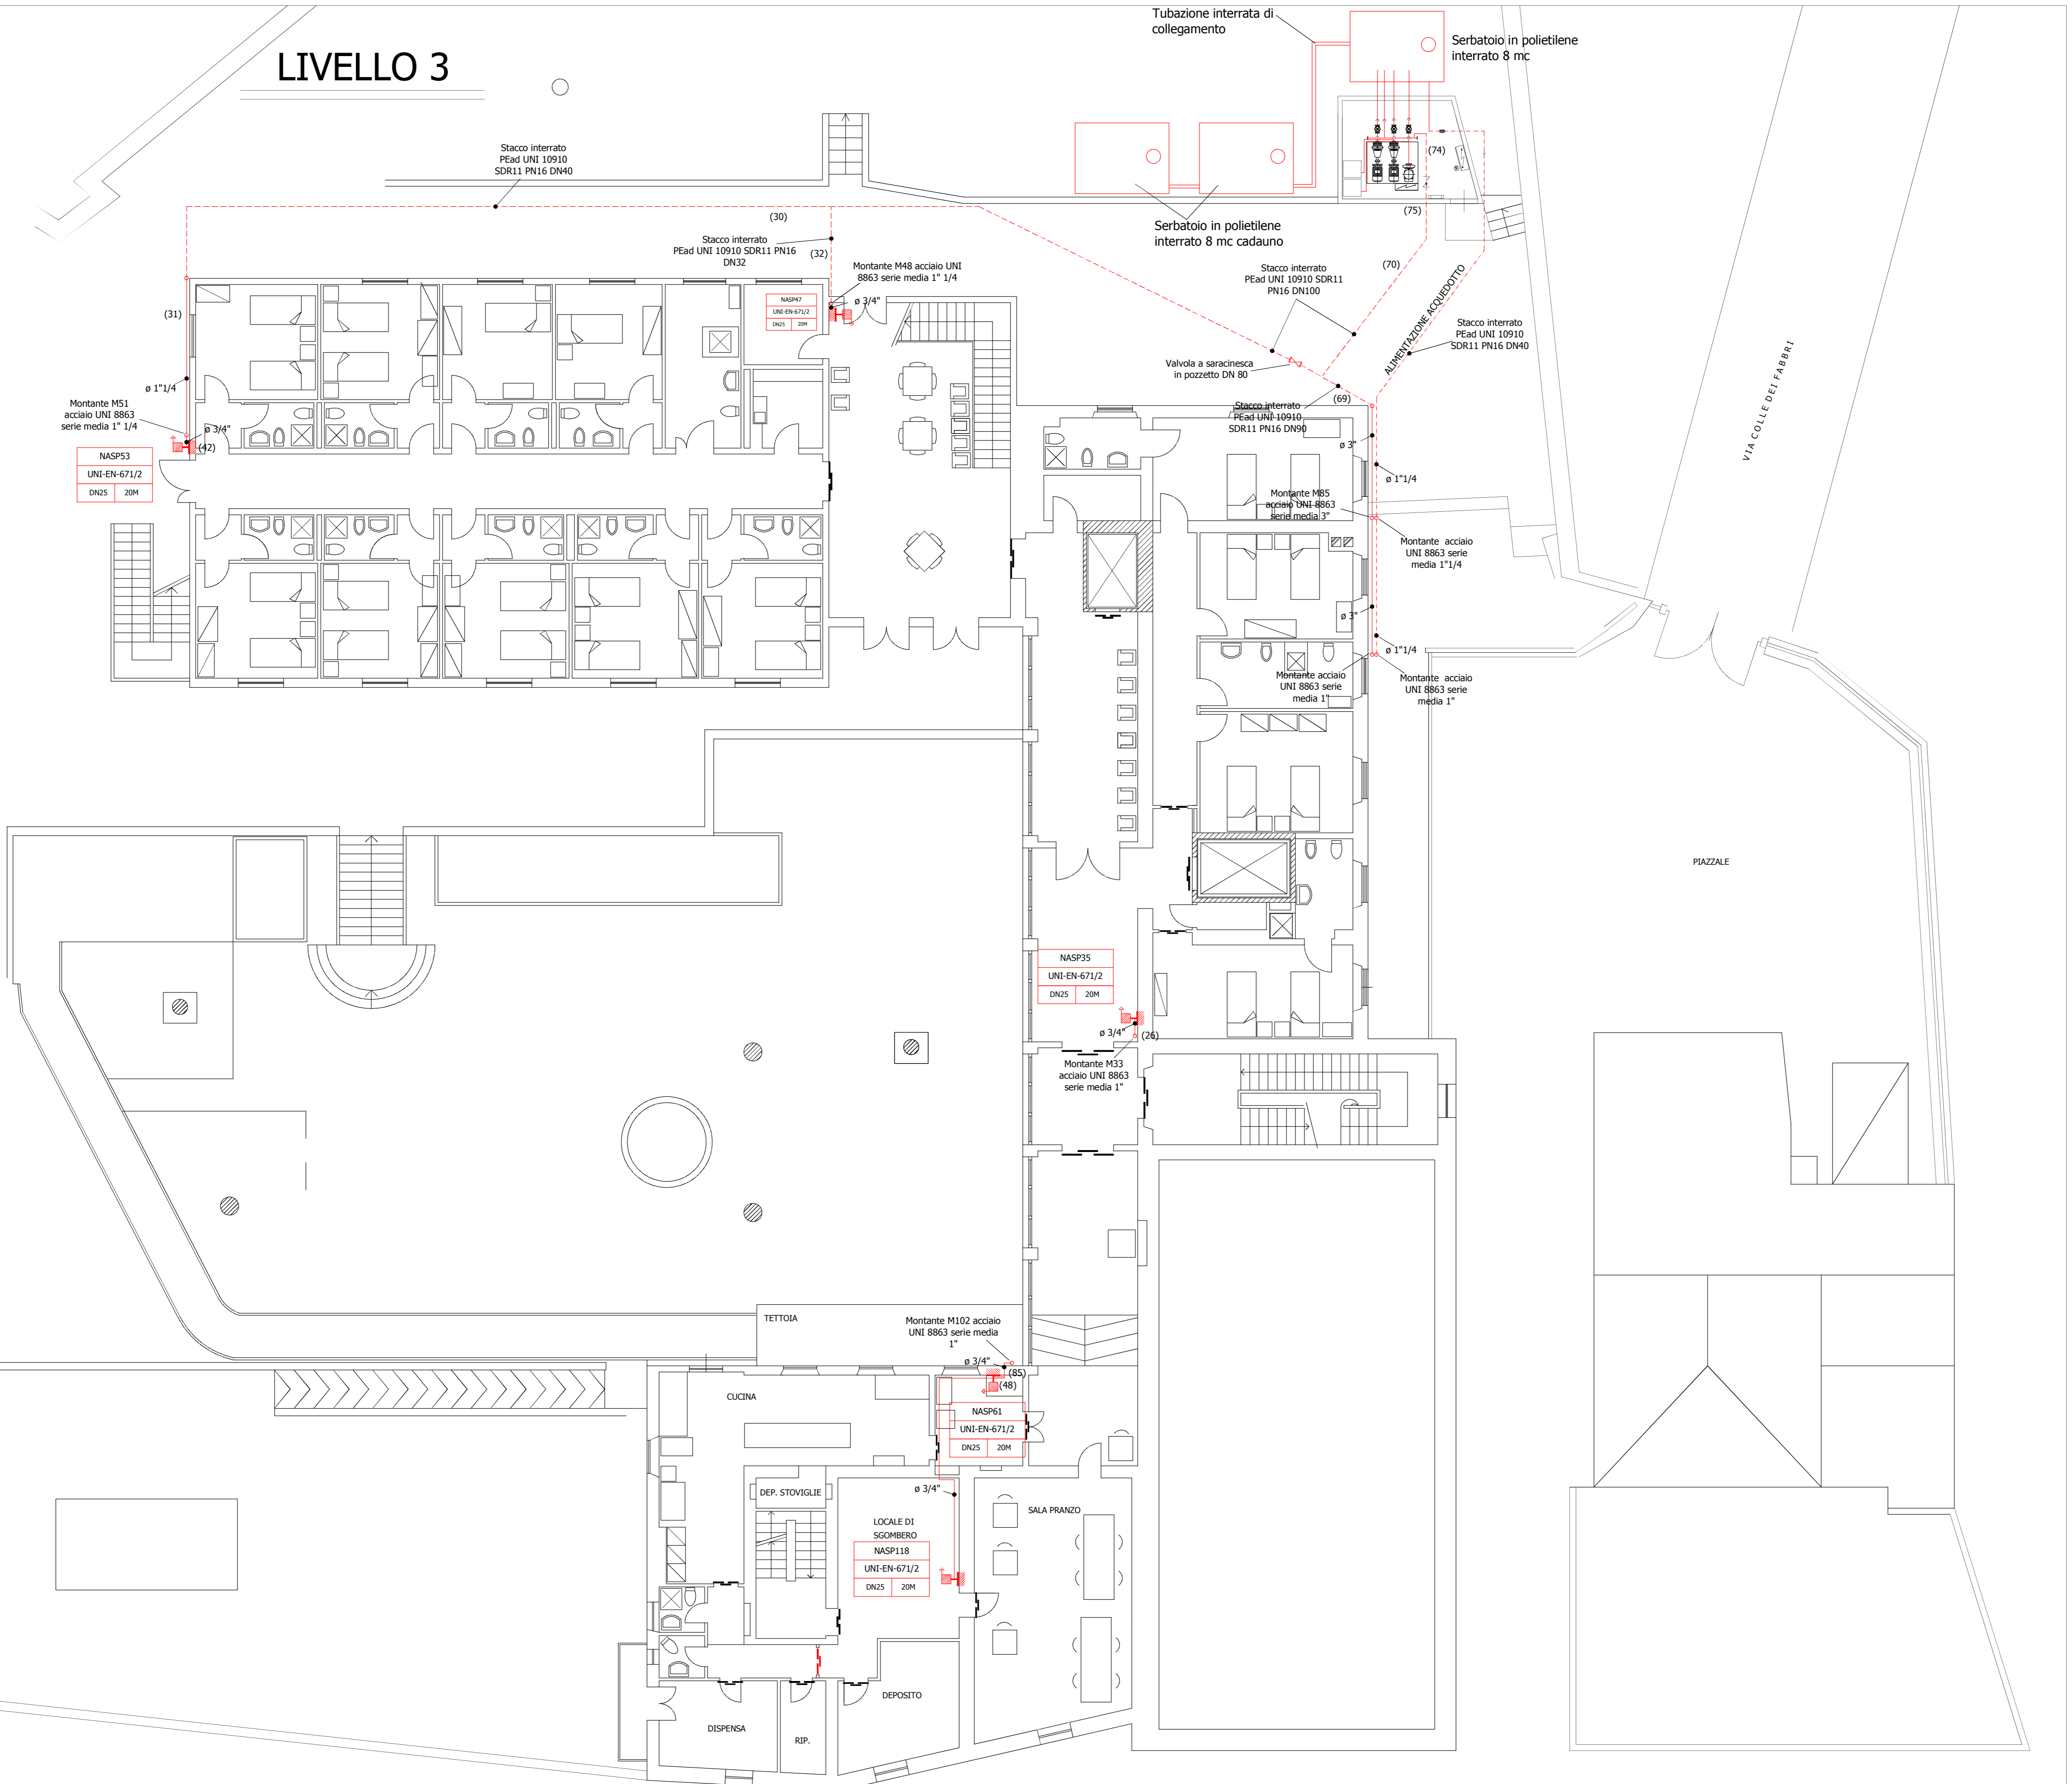 LIVELLO 3
Tubazione interrata di
collegamento
Serbatoio in polietilene
interrato 8 mc
Stacco interrato
PEad UNI 10910
SDR11 PN16 DN40
(74)
(75)
(30)
Serbatoio in polietilene
interrato 8 mc cadauno
Stacco interrato
PEad UNI 10910 SDR11 PN16
DN32
(32)
Montante M48 acciaio UNI
8863 serie media 1" 1/4
ø 3/4"
NASP47
UNI-EN-671/2
DN25 20M
(31)
Stacco interrato
PEad UNI 10910 SDR11
PN16 DN100
(70)
ALIMENTAZIONE ACQUEDOTTO
Stacco interrato
PEad UNI 10910
SDR11 PN16 DN40
VIA COLLE DEI FABBRI
Valvola a saracinesca
in pozzetto DN 80
ø 1"1/4
Montante M51
acciaio UNI 8863
serie media 1" 1/4
ø 3/4"
(42)
NASP53
UNI-EN-671/2
DN25 20M
(69)
Stacco interrato
PEad UNI 10910
SDR11 PN16 DN90
ø 3"
ø 1"1/4
Montante M85
acciaio UNI 8863
serie media 3"
Montante acciaio
UNI 8863 serie
media 1"1/4
ø 3"
ø 1"1/4
Montante acciaio
UNI 8863 serie
media 1"
Montante acciaio
UNI 8863 serie
media 1"
PIAZZALE
NASP35
UNI-EN-671/2
DN25 20M
ø 3/4"
(26)
Montante M33
acciaio UNI 8863
serie media 1"
TETTOIA
Montante M102 acciaio
UNI 8863 serie media
1"
ø 3/4"
(85)
(48)
CUCINA
NASP61
UNI-EN-671/2
DN25 20M
DEP. STOVIGLIE
ø 3/4"
SALA PRANZO
LOCALE DI
SGOMBERO
NASP118
UNI-EN-671/2
DN25 20M
DEPOSITO
DISPENSA
RIP.